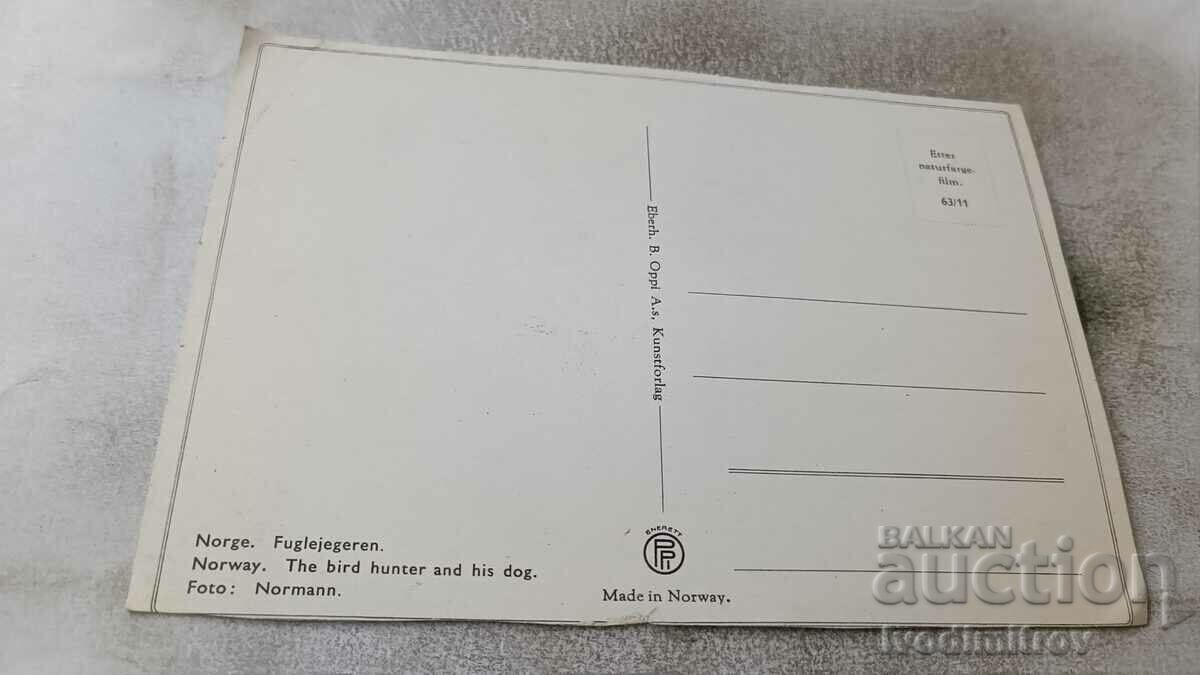 Etter
naturfarge-
film.
63/11
Eberh. B. Oppi A.s, Kunstforlag
Norge. Fuglejegeren.
Norway. The bird hunter and his dog.
Foto: Normann.
ENERETT
Made in Norway.
BALKAN
auction
Ivodimitrov